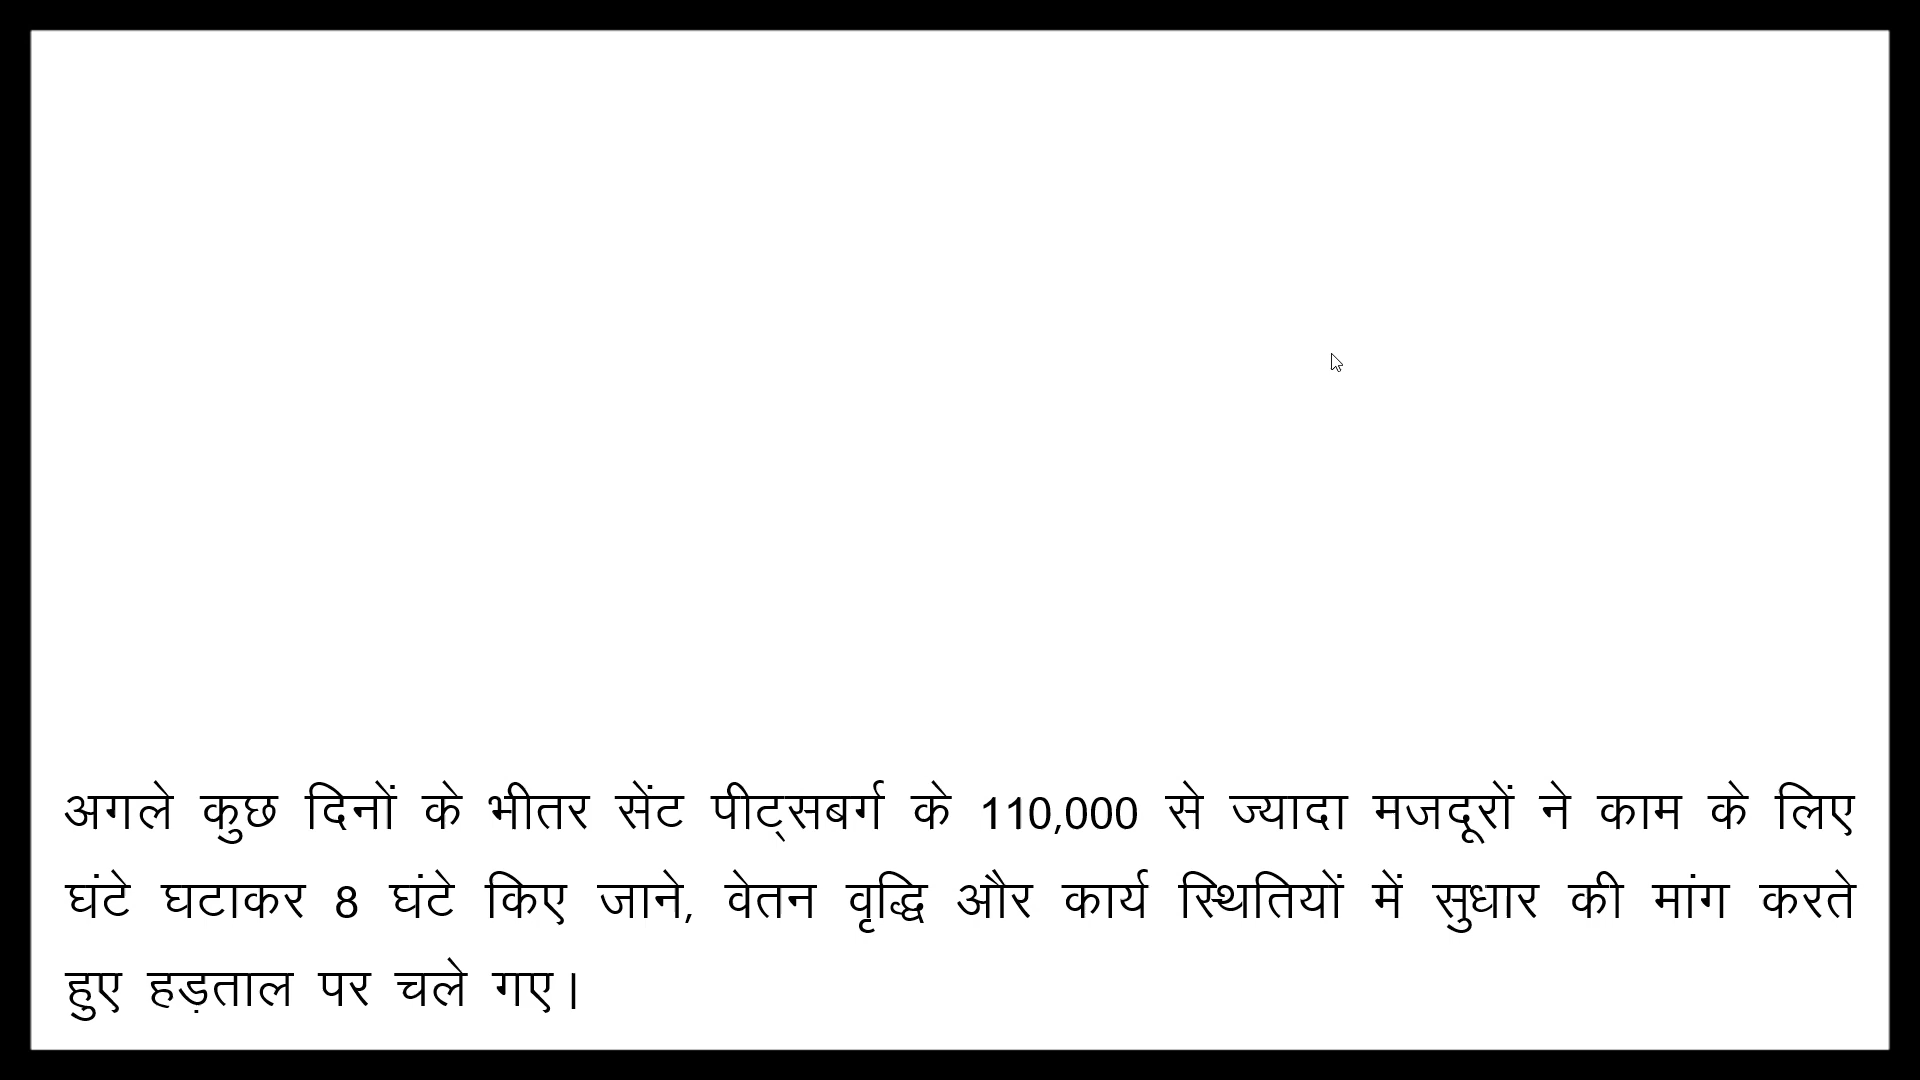 अगले कुछ दिनों के भीतर सेंट पीट्सबर्ग के 110,000 से ज्यादा मजदूरों ने काम के लिए
घंटे घटाकर 8 घंटे किए जाने, वेतन वृद्धि और कार्य स्थितियों में सुधार की मांग करते
हुए हड़ताल पर चले गए।